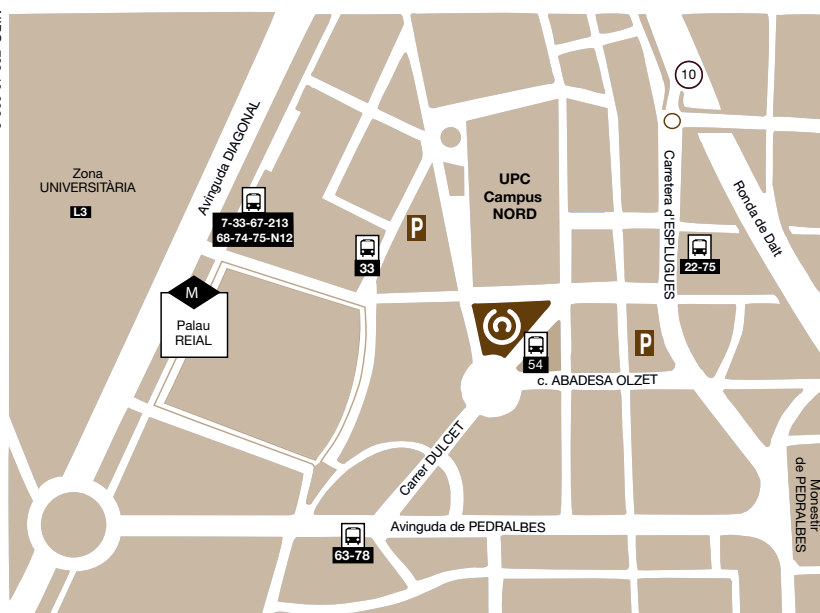 10
Avinguda DIAGONAL
Zona
UNIVERSITÀRIA
L3
UPC
Campus
NORD
Carretera d'ESPLUGUES
Ronda de Dalt
7-33-67-213
68-74-75-N12
P
33
22-75
M
Palau
REIAL
P
54
c. ABADESA OLZET
Carrer DULCET
Avinguda de PEDRALBES
63-78
Monestir
de PEDRALBES